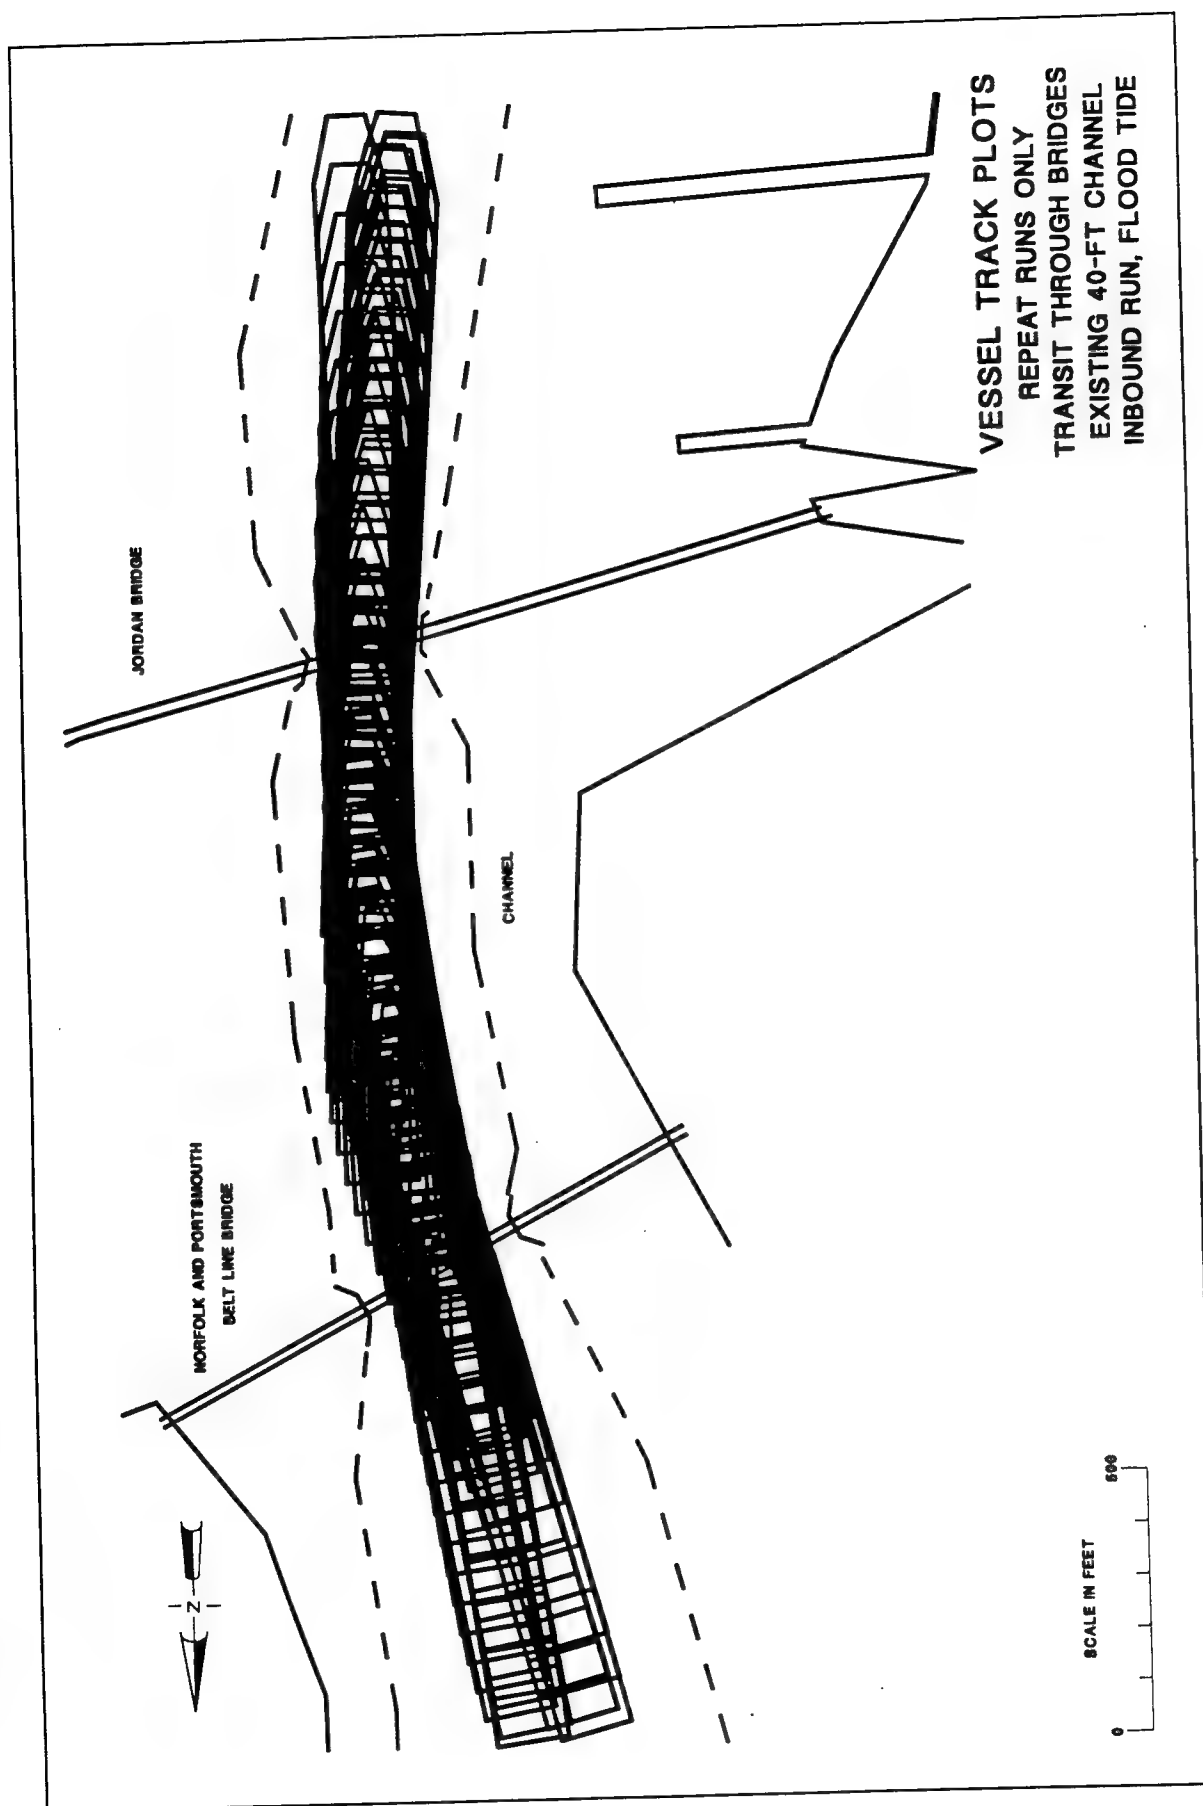 VESSEL TRACK PLOTS
REPEAT RUNS ONLY
TRANSIT THROUGH BRIDGES
EXISTING 40-FT CHANNEL
INBOUND RUN, FLOOD TIDE
JORDAN BRIDGE
CHANNEL
NORFOLK AND PORTSMOUTH
BELT LINE BRIDGE
N
SCALE IN FEET
0
500